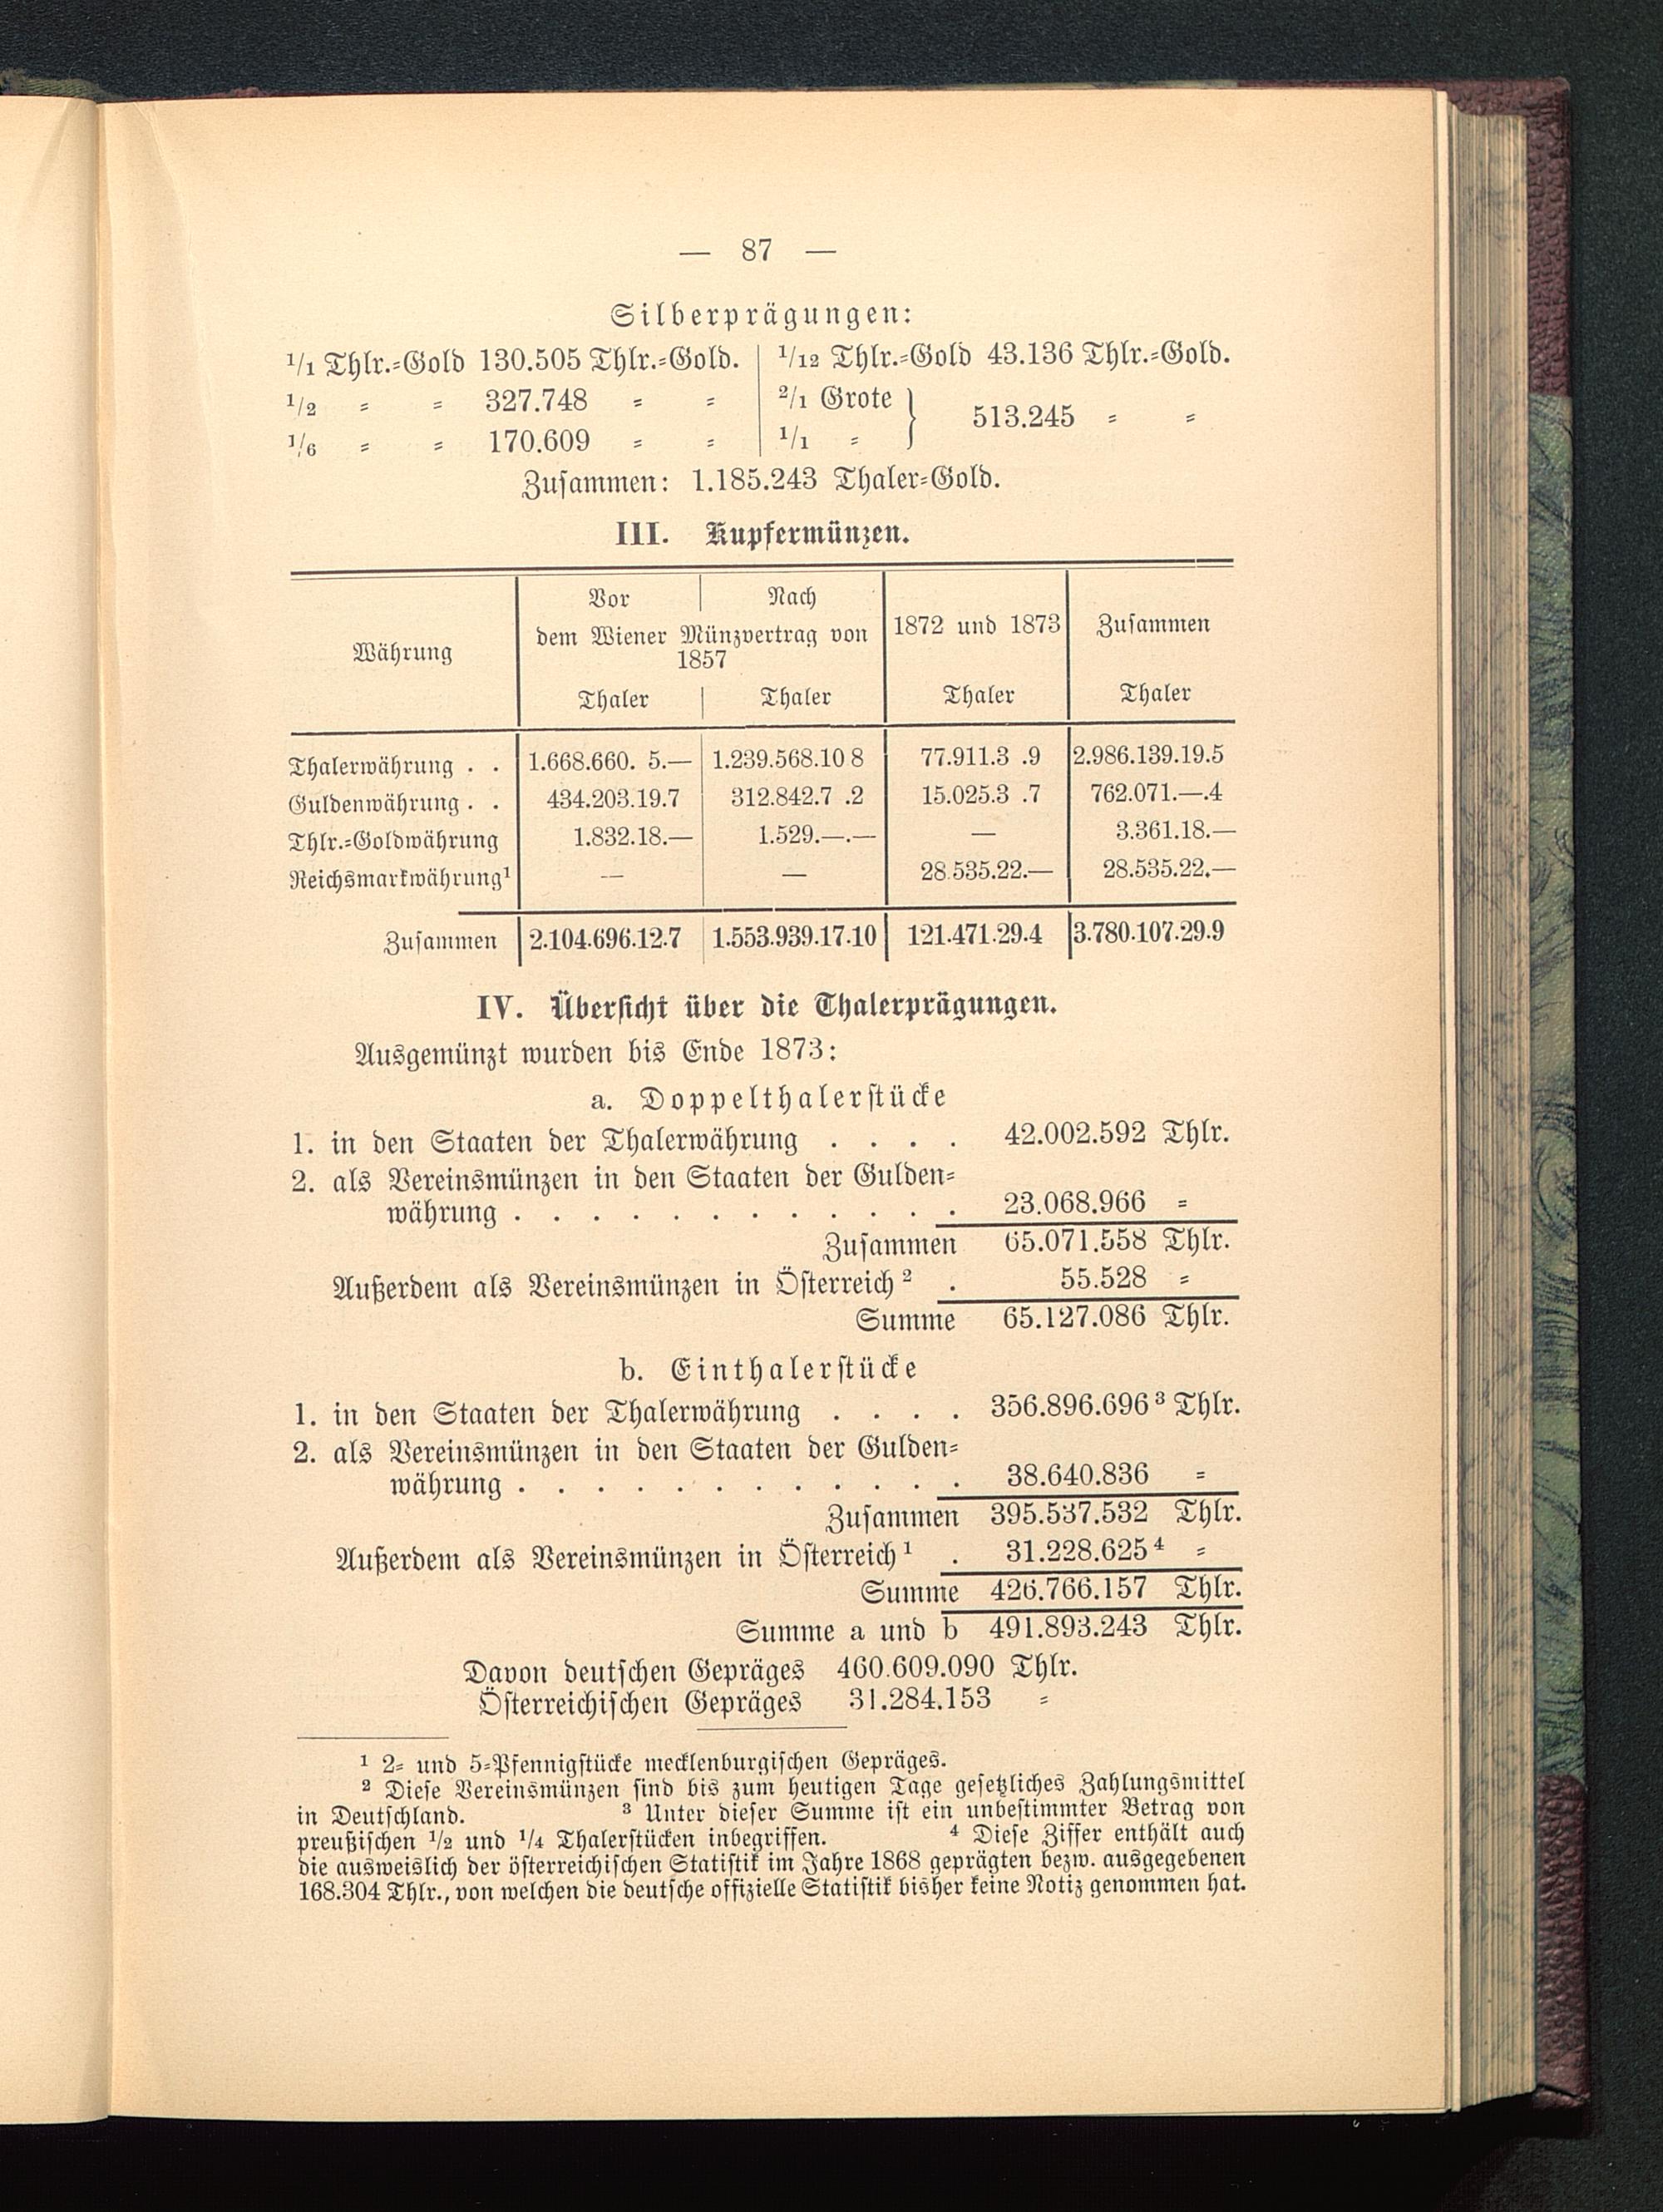 — 87 —
Silberprägungen:
1/1 Thlr.=Gold 130.505 Thlr.=Gold. | 1/12 Thlr.=Gold 43.136 Thlr.=Gold.
1/2 = = 327.748 = = | 2/1 Grote } 513.245 = =
1/6 = = 170.609 = = | 1/1 =
Zusammen: 1.185.243 Thaler=Gold.
III. Kupfermünzen.
Währung | Vor | Nach | 1872 und 1873 | Zusammen
dem Wiener Münzvertrag von
1857
Thaler | Thaler | Thaler | Thaler
Thalerwährung . . | 1.668.660. 5.— | 1.239.568.10 8 | 77.911.3 .9 | 2.986.139.19.5
Guldenwährung . . | 434.203.19.7 | 312.842.7 .2 | 15.025.3 .7 | 762.071.—.4
Thlr.=Goldwährung | 1.832.18.— | 1.529.—.— | — | 3.361.18.—
Reichsmarkwährung¹ | — | — | 28.535.22.— | 28.535.22.—
Zusammen | 2.104.696.12.7 | 1.553.939.17.10 | 121.471.29.4 | 3.780.107.29.9
IV. Übersicht über die Thalerprägungen.
Ausgemünzt wurden bis Ende 1873:
a. Doppelthalerstücke
1. in den Staaten der Thalerwährung . . . . 42.002.592 Thlr.
2. als Vereinsmünzen in den Staaten der Gulden=
währung . . . . . . . . . . . . 23.068.966 =
Zusammen 65.071.558 Thlr.
Außerdem als Vereinsmünzen in Österreich ² . 55.528 =
Summe 65.127.086 Thlr.
b. Einthalerstücke
1. in den Staaten der Thalerwährung . . . . 356.896.696 ³ Thlr.
2. als Vereinsmünzen in den Staaten der Gulden=
währung . . . . . . . . . . . . 38.640.836 =
Zusammen 395.537.532 Thlr.
Außerdem als Vereinsmünzen in Österreich ¹ . 31.228.625 ⁴ =
Summe 426.766.157 Thlr.
Summe a und b 491.893.243 Thlr.
Davon deutschen Gepräges 460.609.090 Thlr.
Österreichischen Gepräges 31.284.153 =
¹ 2= und 5=Pfennigstücke mecklenburgischen Gepräges.
² Diese Vereinsmünzen sind bis zum heutigen Tage gesetzliches Zahlungsmittel
in Deutschland. ³ Unter dieser Summe ist ein unbestimmter Betrag von
preußischen 1/2 und 1/4 Thalerstücken inbegriffen. ⁴ Diese Ziffer enthält auch
die ausweislich der österreichischen Statistik im Jahre 1868 geprägten bezw. ausgegebenen
168.304 Thlr., von welchen die deutsche offizielle Statistik bisher keine Notiz genommen hat.